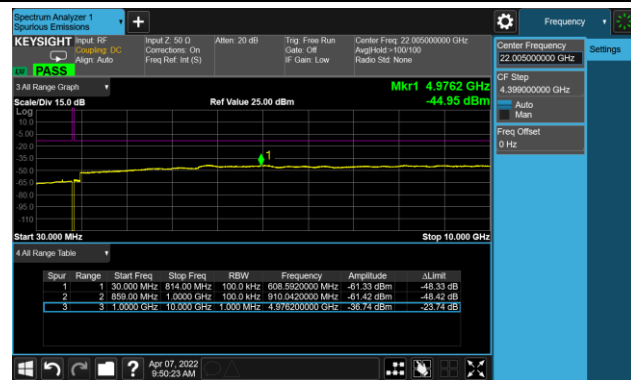 Spectrum Analyzer 1
Spurious Emissions
Frequency
KEYSIGHT
Input: RF
Coupling: DC
Align: Auto
Input Z: 50 Ω
Corrections: On
Freq Ref: Int (S)
Atten: 20 dB
Trig: Free Run
Gate: Off
IF Gain: Low
Center Freq: 22.005000000 GHz
Avg|Hold:>100/100
Radio Std: None
PASS
Center Frequency
22.005000000 GHz
Settings
CF Step
4.399000000 GHz
Auto
Man
Freq Offset
0 Hz
3 All Range Graph
Mkr1 4.9762 GHz
Scale/Div 15.0 dB
Ref Value 25.00 dBm
-44.95 dBm
Log
10.0
-5.00
-20.0
-35.0
-50.0
-65.0
-80.0
-95.0
-110
1
Start 30.000 MHz
Stop 10.000 GHz
4 All Range Table
Spur Range Start Freq Stop Freq RBW Frequency Amplitude ΔLimit
1 1 30.000 MHz 814.00 MHz 100.0 kHz 608.5920000 MHz -61.33 dBm -48.33 dB
2 2 859.00 MHz 1.0000 GHz 100.0 kHz 910.0420000 MHz -61.42 dBm -48.42 dB
3 3 1.0000 GHz 10.000 GHz 1.000 MHz 4.976200000 GHz -36.74 dBm -23.74 dB
Apr 07, 2022
9:50:23 AM